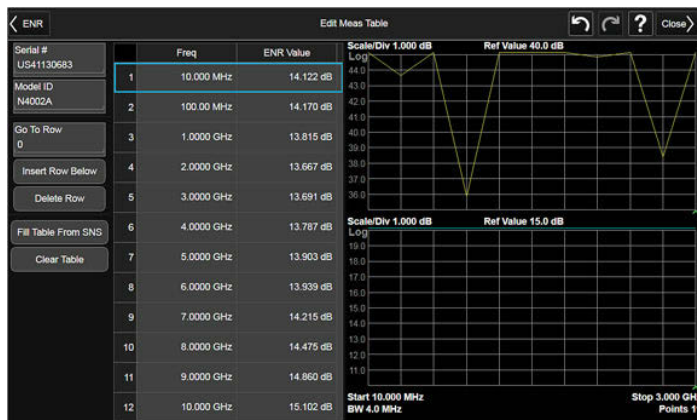 ENR
Edit Meas Table
Close
Serial #
US41130683
Model ID
N4002A
Go To Row
0
Insert Row Below
Delete Row
Fill Table From SNS
Clear Table
Freq ENR Value
1 10.000 MHz 14.122 dB
2 100.00 MHz 14.170 dB
3 1.0000 GHz 13.815 dB
4 2.0000 GHz 13.667 dB
5 3.0000 GHz 13.691 dB
6 4.0000 GHz 13.787 dB
7 5.0000 GHz 13.903 dB
8 6.0000 GHz 13.939 dB
9 7.0000 GHz 14.215 dB
10 8.0000 GHz 14.475 dB
11 9.0000 GHz 14.860 dB
12 10.000 GHz 15.102 dB
Scale/Div 1.000 dB Ref Value 40.0 dB
Log
44.0
43.0
42.0
41.0
40.0
39.0
38.0
37.0
36.0
Scale/Div 1.000 dB Ref Value 15.0 dB
Log
19.0
18.0
17.0
16.0
15.0
14.0
13.0
12.0
11.0
Start 10.000 MHz Stop 3.000 GH
BW 4.0 MHz Points